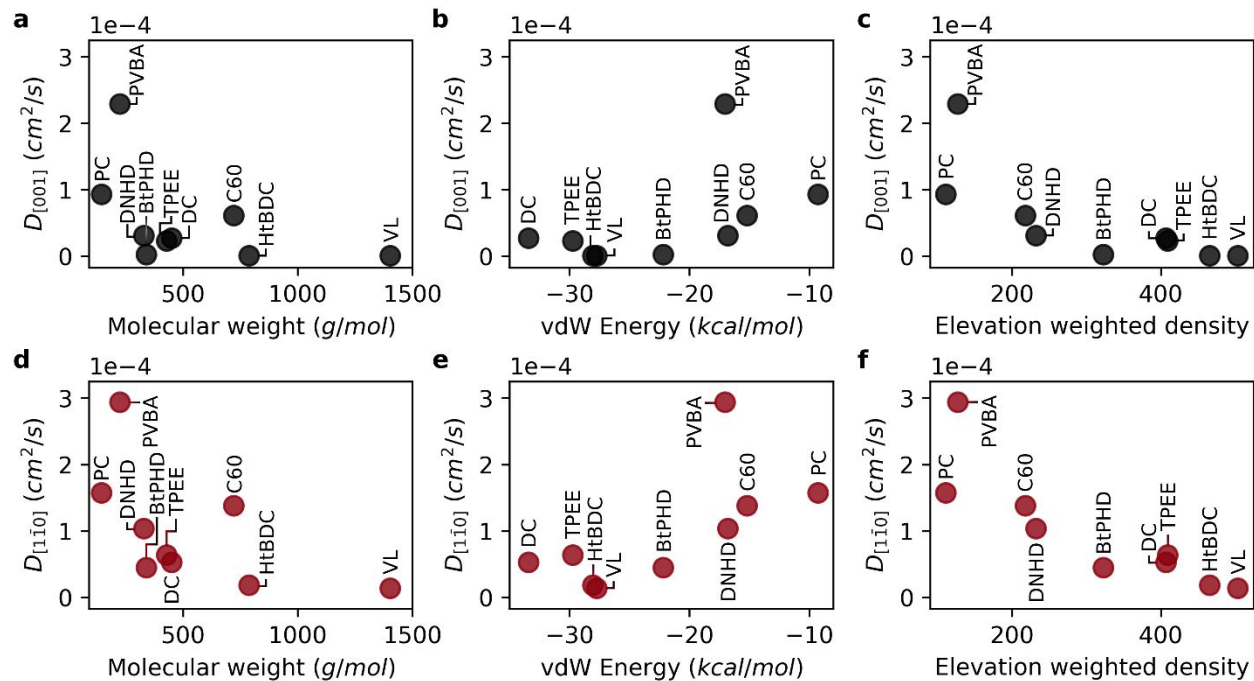 a
1e−4
D[001] (cm²/s)
3
2
1
0
PVBA
PC
DNHD
BtPHD
TPEE
DC
C60
HtBDC
VL
500
1000
1500
Molecular weight (g/mol)
b
1e−4
D[001] (cm²/s)
3
2
1
0
DC
TPEE
HtBDC
VL
BtPHD
DNHD
PVBA
C60
PC
−30
−20
−10
vdW Energy (kcal/mol)
c
1e−4
D[001] (cm²/s)
3
2
1
0
PC
PVBA
C60
DNHD
BtPHD
DC
TPEE
HtBDC
VL
200
400
Elevation weighted density
d
1e−4
D[11̄0] (cm²/s)
3
2
1
0
PC
PVBA
DNHD
BtPHD
TPEE
DC
C60
HtBDC
VL
500
1000
1500
Molecular weight (g/mol)
e
1e−4
D[11̄0] (cm²/s)
3
2
1
0
DC
TPEE
HtBDC
VL
BtPHD
PVBA
DNHD
C60
PC
−30
−20
−10
vdW Energy (kcal/mol)
f
1e−4
D[11̄0] (cm²/s)
3
2
1
0
PC
PVBA
C60
DNHD
BtPHD
DC
TPEE
HtBDC
VL
200
400
Elevation weighted density